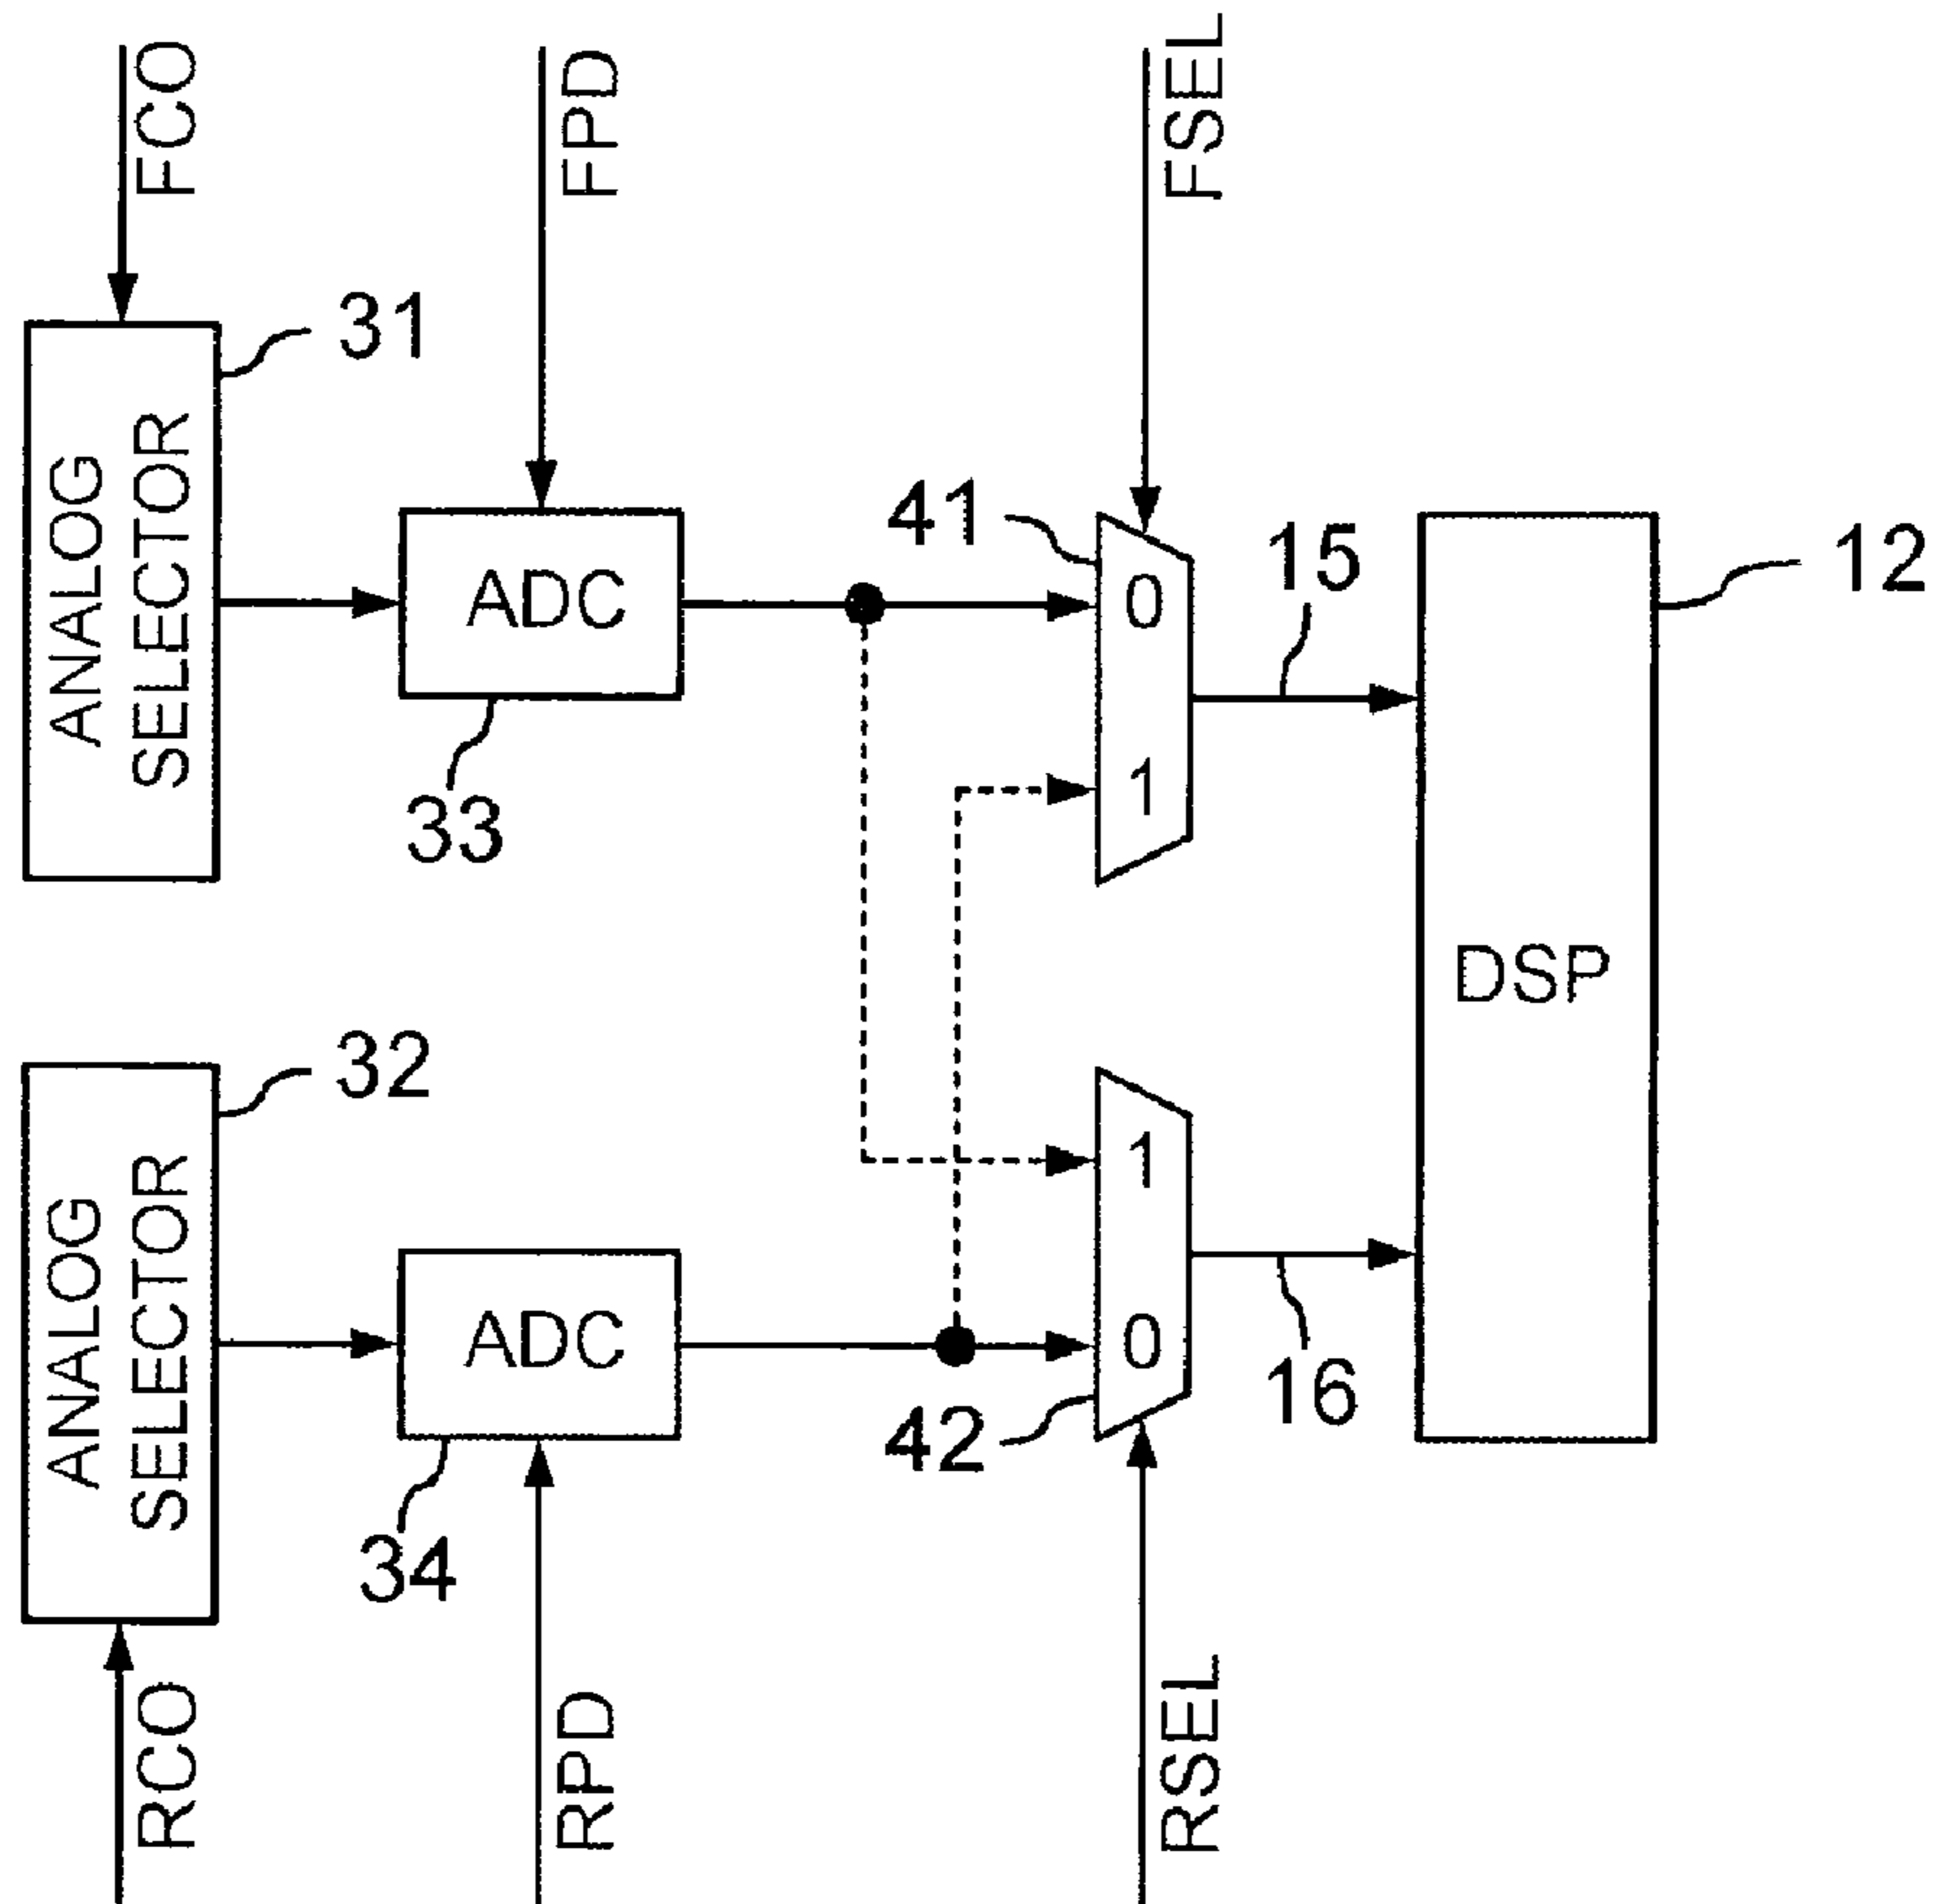 FCO
FPD
FSEL
31
ANALOG
SELECTOR
ADC
33
41
0
1
15
12
DSP
32
ANALOG
SELECTOR
ADC
34
1
0
42
16
RCO
RPD
RSEL